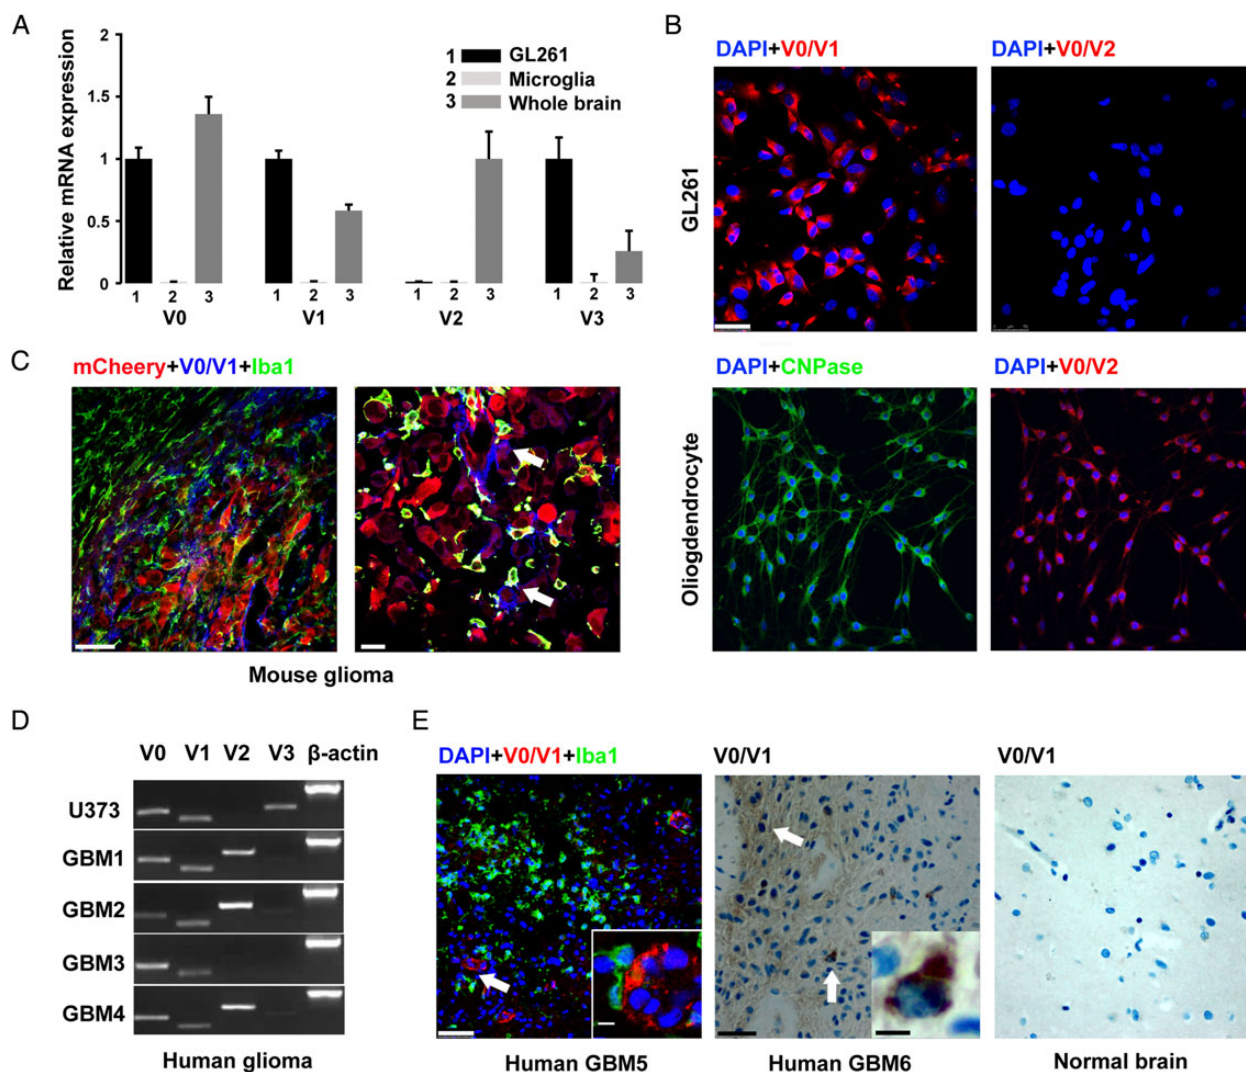 A
Relative mRNA expression
2
1.5
1
0.5
0
1 GL261
2 Microglia
3 Whole brain
1 2 3 1 2 3 1 2 3 1 2 3
V0 V1 V2 V3
B
DAPI+V0/V1 DAPI+V0/V2
GL261
DAPI+CNPase DAPI+V0/V2
Oliogdendrocyte
C
mCheery+V0/V1+Iba1
Mouse glioma
D
V0 V1 V2 V3 β-actin
U373
GBM1
GBM2
GBM3
GBM4
Human glioma
E
DAPI+V0/V1+Iba1 V0/V1 V0/V1
Human GBM5 Human GBM6 Normal brain